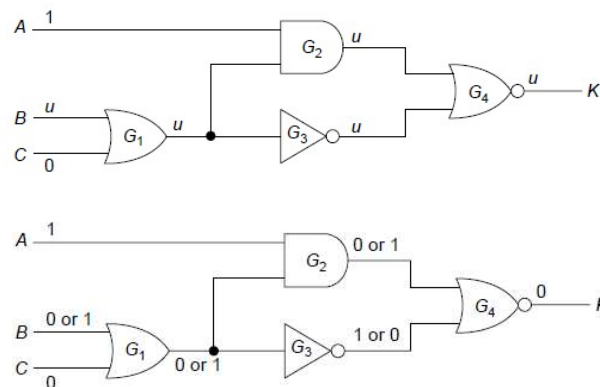 A 1
G2 u
u K
B u
G1 u G3 u G4
C 0
A 1
G2 0 or 1
0
B 0 or 1
G1 0 or 1 G3 1 or 0 G4
C 0